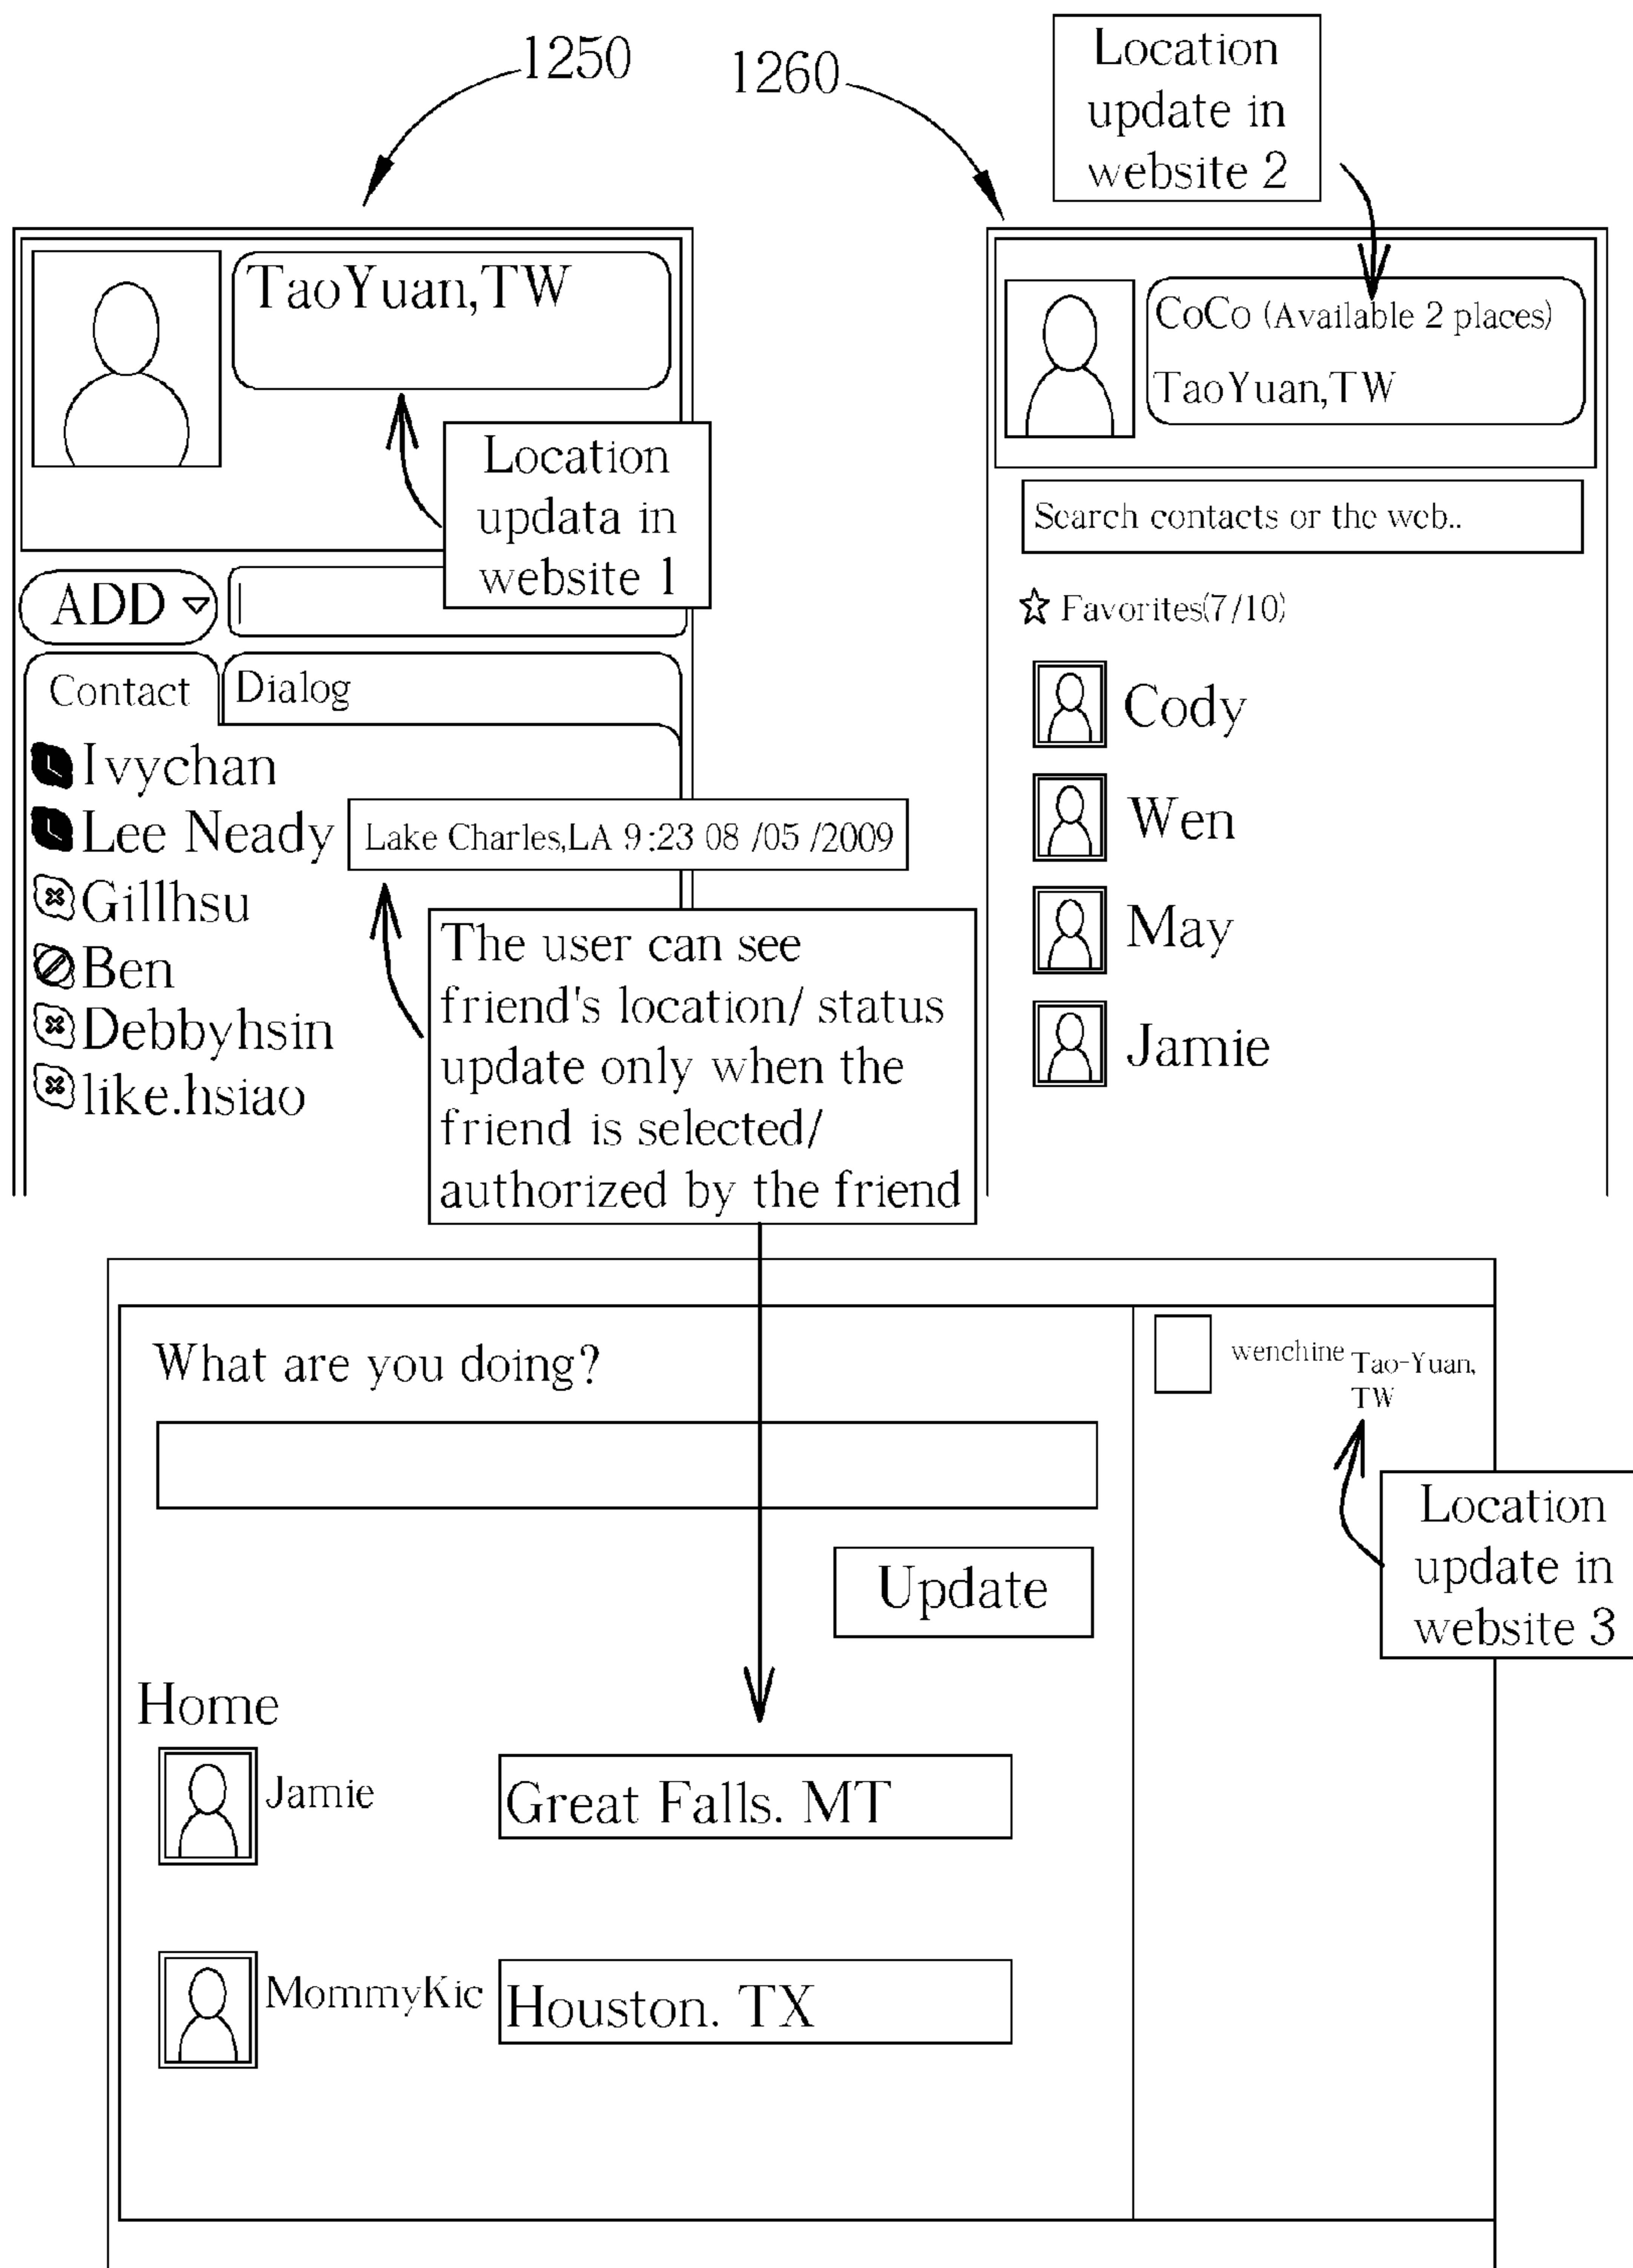 1250
1260
Location
update in
website 2
TaoYuan,TW
Location
updata in
website 1
ADD
Contact
Dialog
Ivychan
Lee Neady
Lake Charles,LA 9:23 08 /05 /2009
Gillhsu
Ben
Debbyhsin
like.hsiao
The user can see
friend's location/ status
update only when the
friend is selected/
authorized by the friend
CoCo (Available 2 places)
TaoYuan,TW
Search contacts or the web..
Favorites(7/10)
Cody
Wen
May
Jamie
What are you doing?
Update
wenchine
Tao-Yuan,
TW
Location
update in
website 3
Home
Jamie
Great Falls. MT
MommyKic
Houston. TX